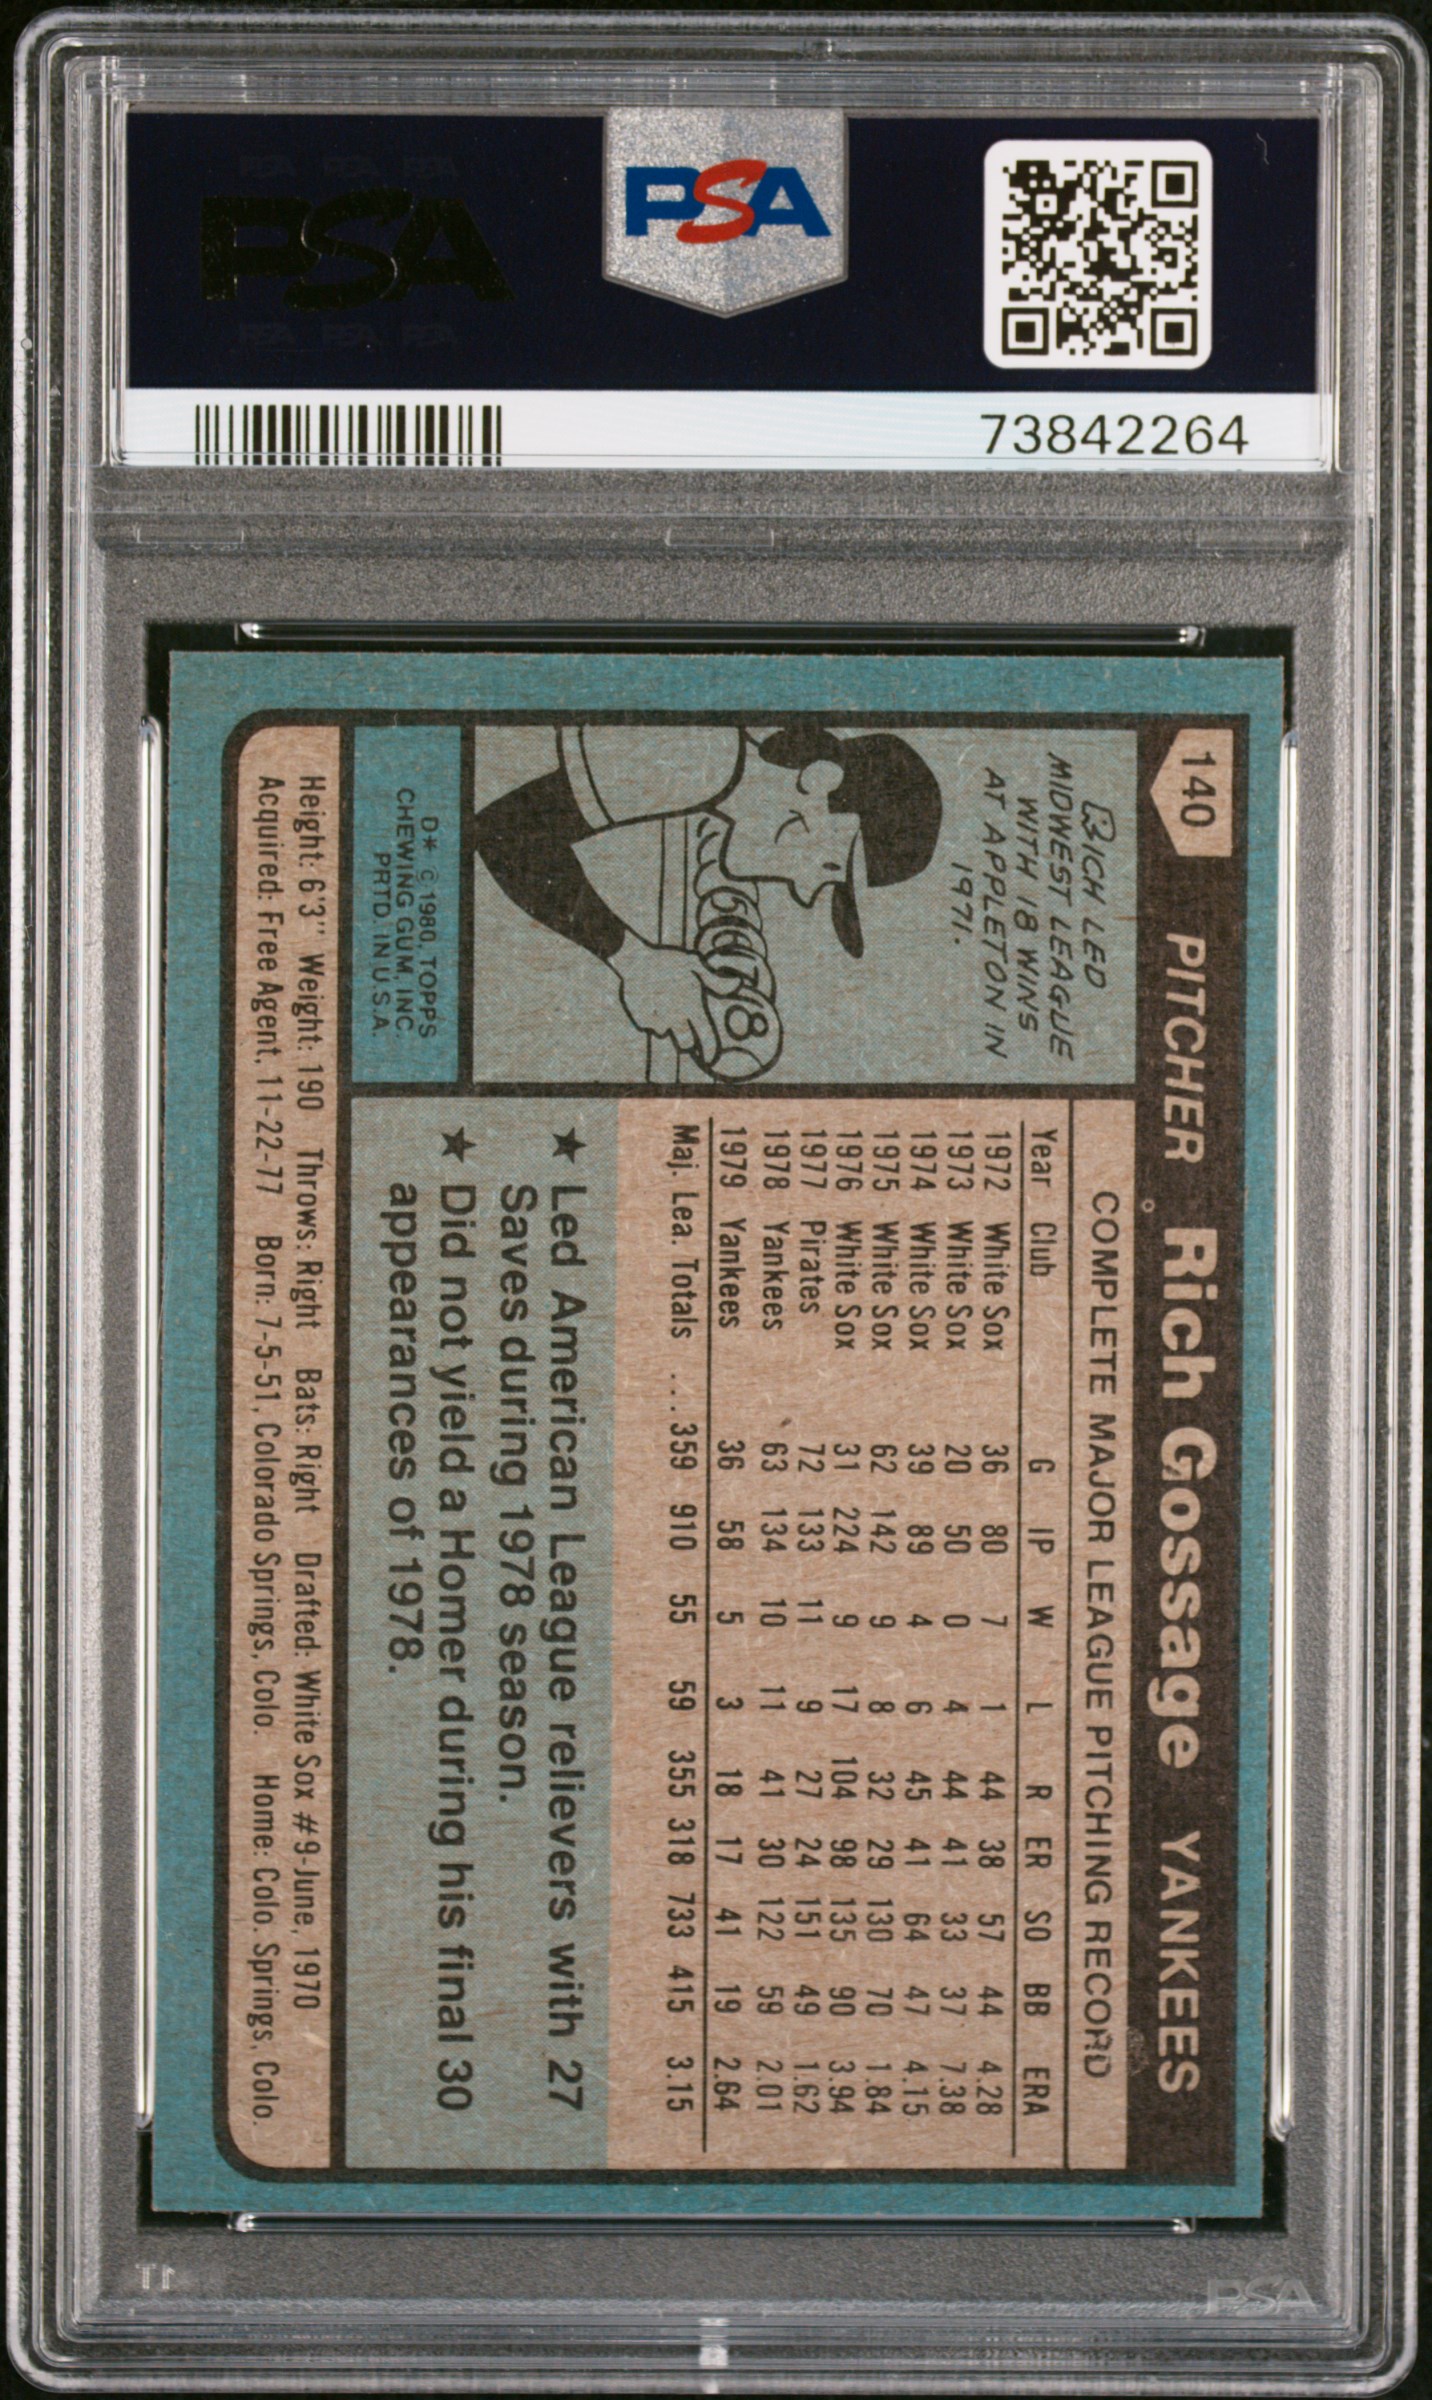 PSA PSA PSA
PSA
PSA PSA PSA
PSA
73842264
140 PITCHER Rich Gossage YANKEES
RICH LED
MIDWEST LEAGUE
WITH 18 WINS
AT APPLETON IN
1971.
5 6 7 18
D* © 1980, TOPPS
CHEWING GUM, INC.
PRTD. IN U.S.A.
COMPLETE MAJOR LEAGUE PITCHING RECORD
Year Club G IP W L R ER SO BB ERA
1972 White Sox 36 80 7 1 44 38 57 44 4.28
1973 White Sox 20 50 0 4 44 41 33 37 7.38
1974 White Sox 39 89 4 6 45 41 64 47 4.15
1975 White Sox 62 142 9 8 32 29 130 70 1.84
1976 White Sox 31 224 9 17 104 98 135 90 3.94
1977 Pirates 72 133 11 9 27 24 151 49 1.62
1978 Yankees 63 134 10 11 41 30 122 59 2.01
1979 Yankees 36 58 5 3 18 17 41 19 2.64
Maj. Lea. Totals ... 359 910 55 59 355 318 733 415 3.15
★ Led American League relievers with 27
Saves during 1978 season.
★ Did not yield a Homer during his final 30
appearances of 1978.
Height: 6'3" Weight: 190 Throws: Right Bats: Right Drafted: White Sox #9-June, 1970
Acquired: Free Agent, 11-22-77 Born: 7-5-51, Colorado Springs, Colo. Home: Colo. Springs, Colo.
PSA